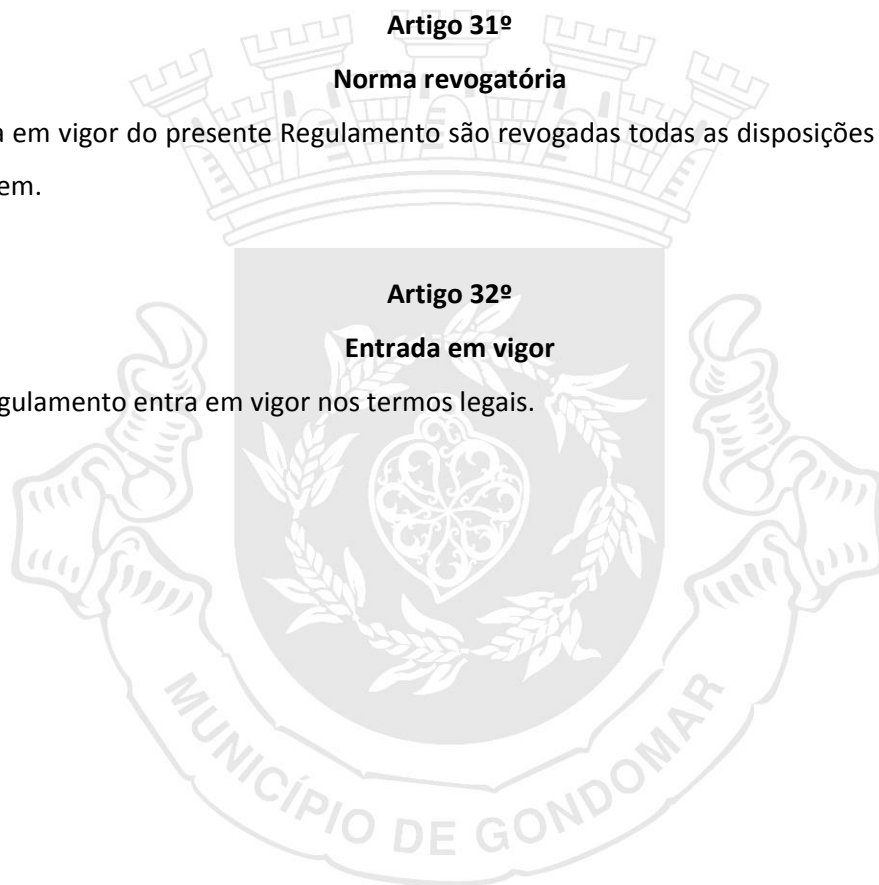 Artigo 31º
Norma revogatória
a em vigor do presente Regulamento são revogadas todas as disposições
em.
Artigo 32º
Entrada em vigor
gulamento entra em vigor nos termos legais.
MUNICÍPIO DE GONDOMAR